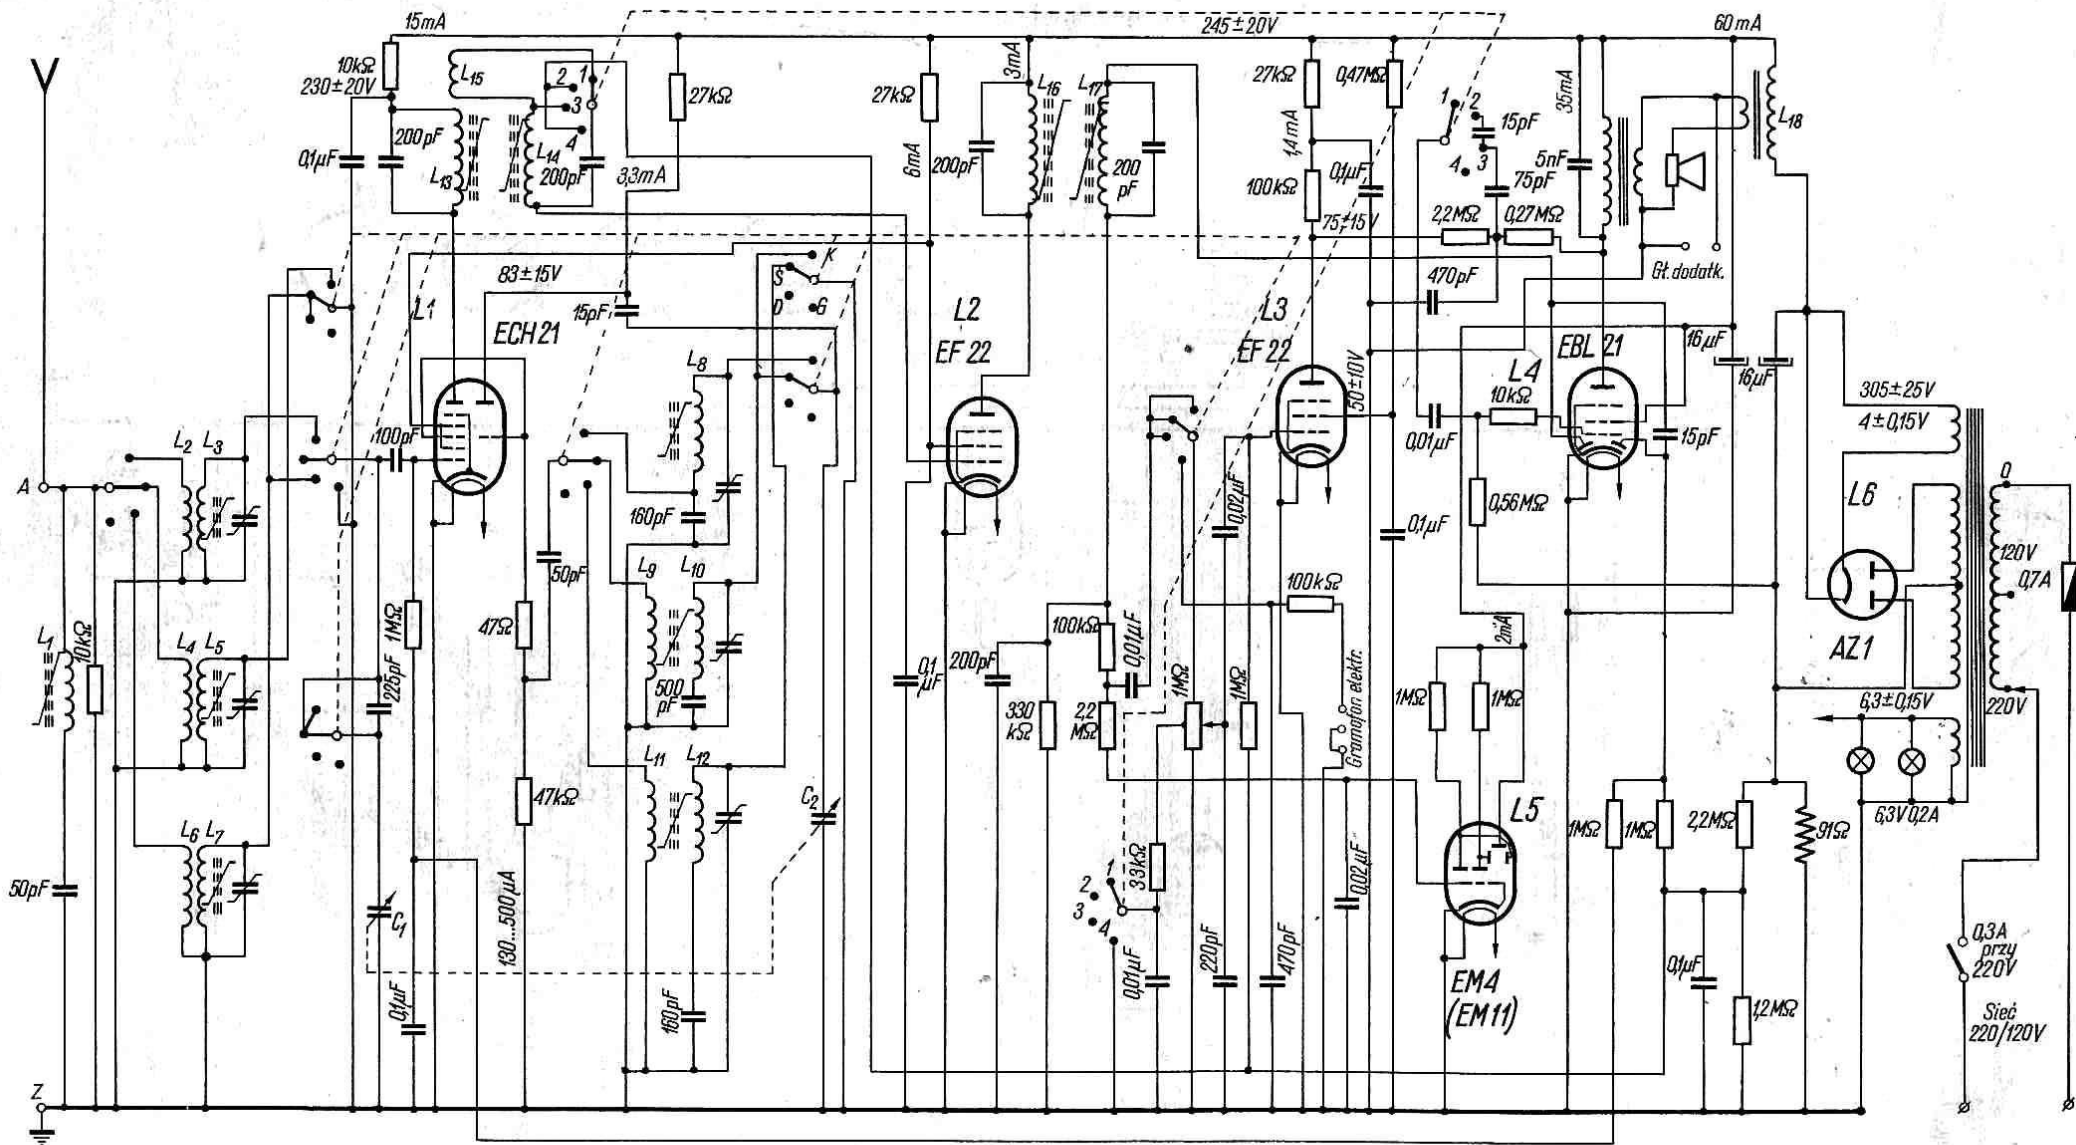 15mA
245±20V
60mA
10kΩ
230±20V
L15
2
1
3
4
27kΩ
27kΩ
3mA
L16
L17
27kΩ
0,47MΩ
1
2
15pF
3
4
75pF
35mA
5nF
L18
0,1µF
200pF
L13
L14
200pF
3,3mA
6mA
200pF
200
pF
1,4mA
100kΩ
0,1µF
75±15V
2,2MΩ
0,27MΩ
470pF
Gł. dodatk.
83±15V
L1
ECH21
15pF
S
K
D
G
L2
EF22
L3
EF22
50±10V
L4
EBL21
16µF
16µF
10kΩ
0,01µF
15pF
305±25V
4±0,15V
L8
100pF
L2
L3
A
160pF
50pF
L9
L10
0,02µF
0,1µF
0,56MΩ
L6
AZ1
0
120V
0,7A
220V
L1
10kΩ
L4
L5
225pF
1MΩ
47Ω
500
pF
0,1
µF
200pF
330
kΩ
100kΩ
2,2
MΩ
0,01µF
1MΩ
1MΩ
100kΩ
Gramofon elektr.
2mA
1MΩ
1MΩ
6,3±0,15V
6,3V 0,2A
L11
L12
47kΩ
C2
L5
1MΩ
1MΩ
2,2MΩ
91Ω
L6
L7
50pF
C1
130...500µA
0,1µF
160pF
1
2
3
4
33kΩ
0,01µF
220pF
470pF
0,02µF
EM4
(EM11)
0,1µF
1,2MΩ
0,3A
przy
220V
Sieć
220/120V
Z